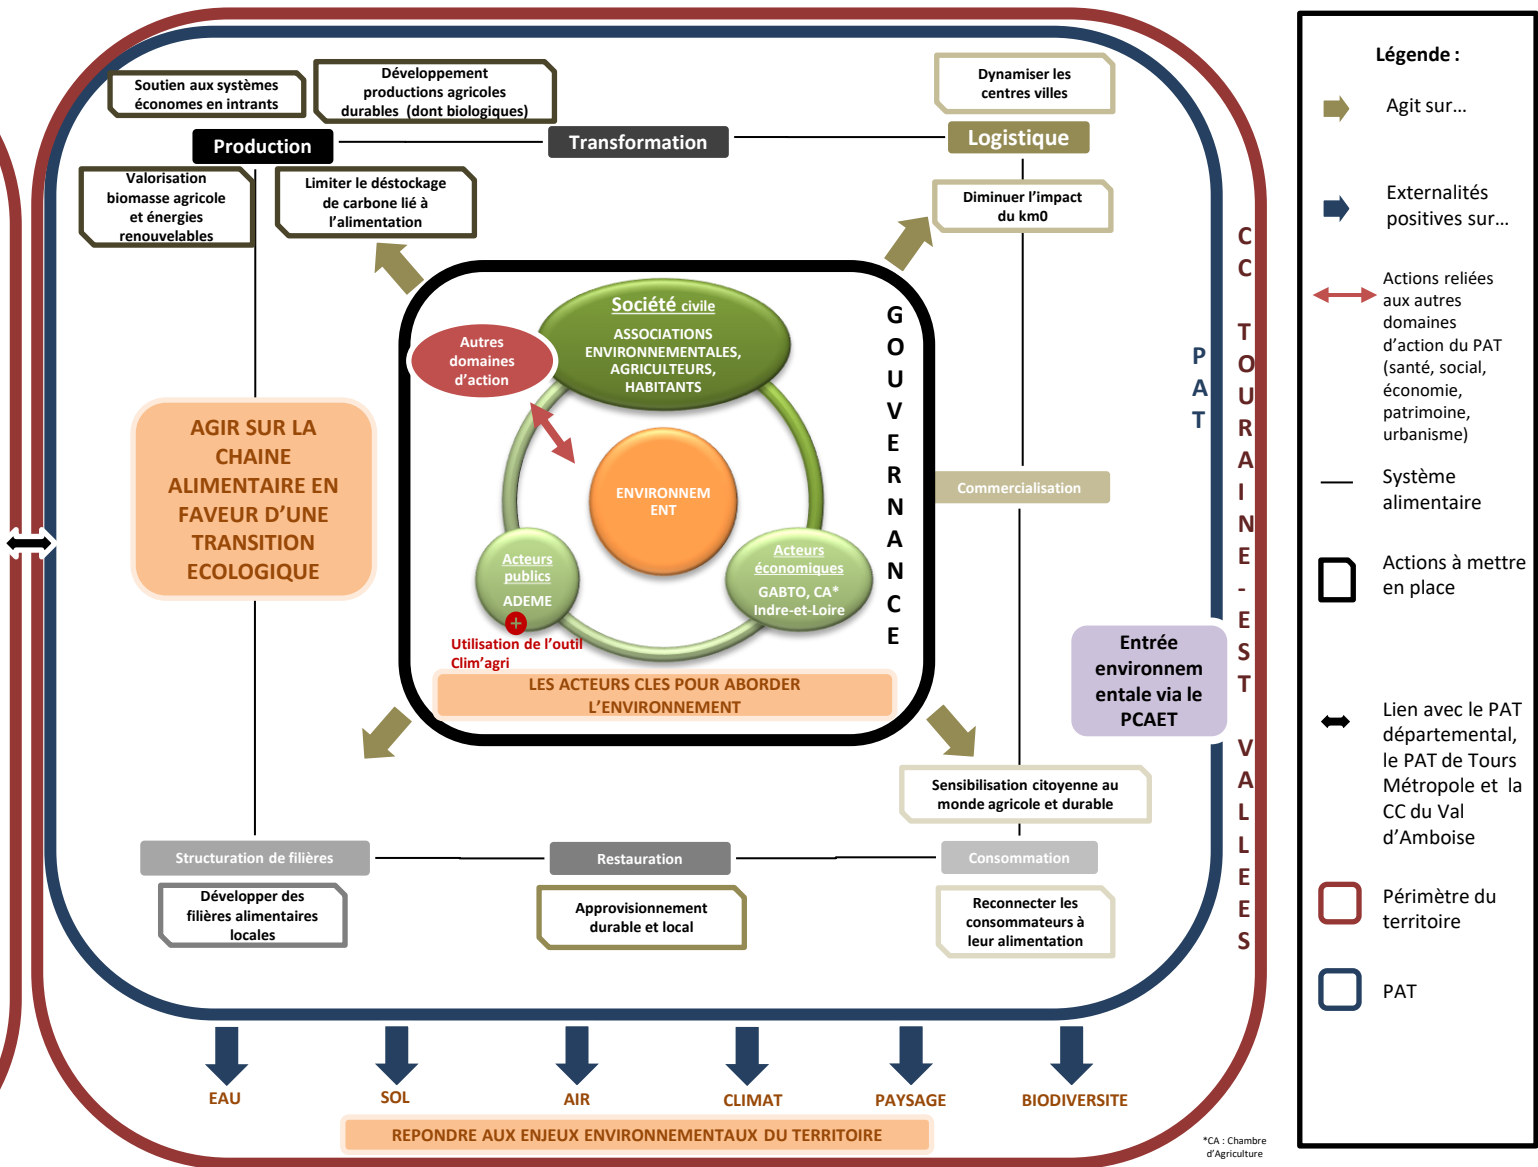 Soutien aux systèmes
économes en intrants
Développement
productions agricoles
durables (dont biologiques)
Dynamiser les
centres villes
Production
Transformation
Logistique
Valorisation
biomasse agricole
et énergies
renouvelables
Limiter le déstockage
de carbone lié à
l'alimentation
Diminuer l'impact
du km0
Société civile
ASSOCIATIONS
ENVIRONNEMENTALES,
AGRICULTEURS,
HABITANTS
Autres
domaines
d'action
ENVIRONNEM
ENT
Acteurs
publics
ADEME
+
Utilisation de l'outil
Clim'agri
Acteurs
économiques
GABTO, CA*
Indre-et-Loire
LES ACTEURS CLES POUR ABORDER
L'ENVIRONNEMENT
GOUVERNANCE
AGIR SUR LA
CHAINE
ALIMENTAIRE EN
FAVEUR D'UNE
TRANSITION
ECOLOGIQUE
Commercialisation
PAT
CC TOURAINE-EST VALLEES
Entrée
environnem
entale via le
PCAET
Sensibilisation citoyenne au
monde agricole et durable
Structuration de filières
Restauration
Consommation
Développer des
filières alimentaires
locales
Approvisionnement
durable et local
Reconnecter les
consommateurs à
leur alimentation
EAU
SOL
AIR
CLIMAT
PAYSAGE
BIODIVERSITE
REPONDRE AUX ENJEUX ENVIRONNEMENTAUX DU TERRITOIRE
*CA : Chambre
d'Agriculture
Légende :
Agit sur...
Externalités
positives sur...
Actions reliées
aux autres
domaines
d'action du PAT
(santé, social,
économie,
patrimoine,
urbanisme)
Système
alimentaire
Actions à mettre
en place
Lien avec le PAT
départemental,
le PAT de Tours
Métropole et la
CC du Val
d'Amboise
Périmètre du
territoire
PAT